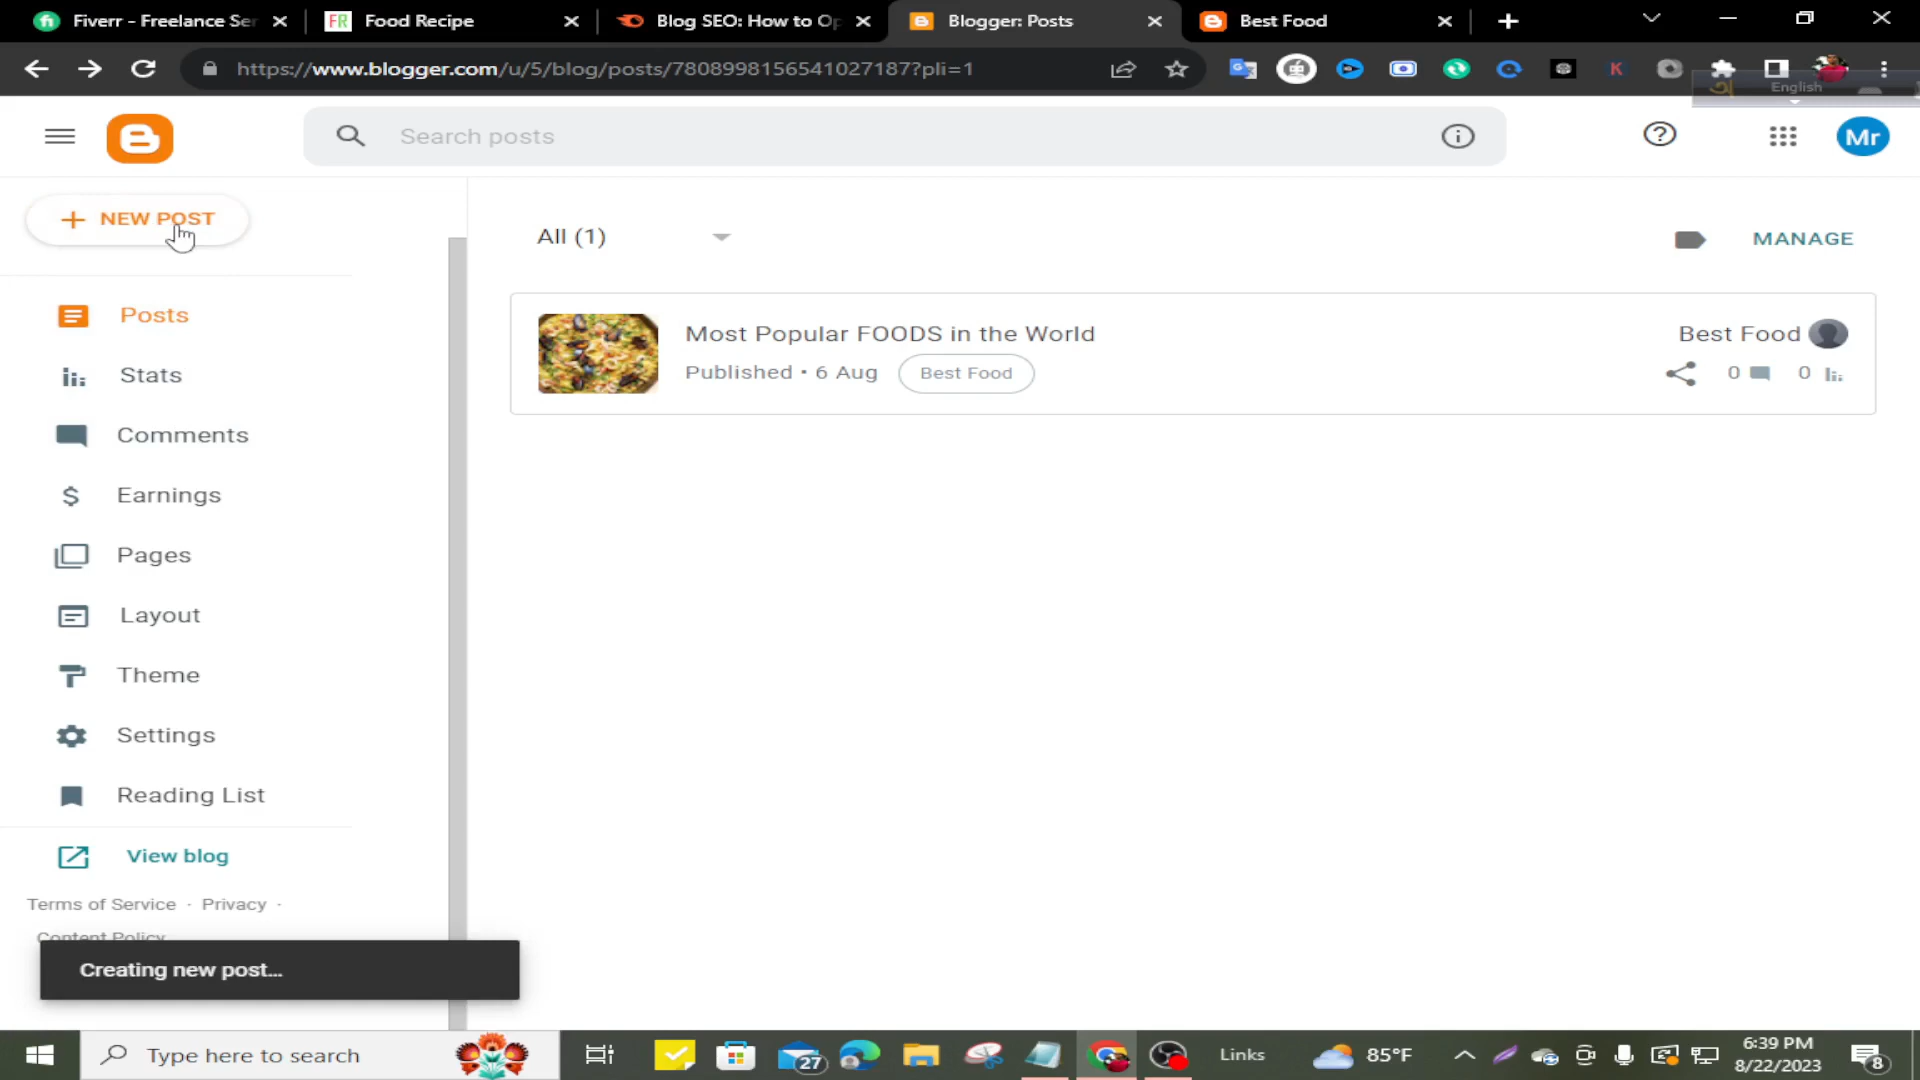 Fiverr - Freelance Ser
Food Recipe
Blog SEO: How to Op
Blogger: Posts
Best Food
https://www.blogger.com/u/5/blog/posts/7808998156541027187?pli=1
English
Search posts
Mr
NEW POST
All (1)
MANAGE
Posts
Most Popular FOODS in the World
Best Food
Published • 6 Aug
Best Food
0
0
Stats
Comments
Earnings
Pages
Layout
Theme
Settings
Reading List
View blog
Terms of Service · Privacy ·
Content Policy
Creating new post...
Type here to search
27
Links
85°F
6:39 PM
8/22/2023
8